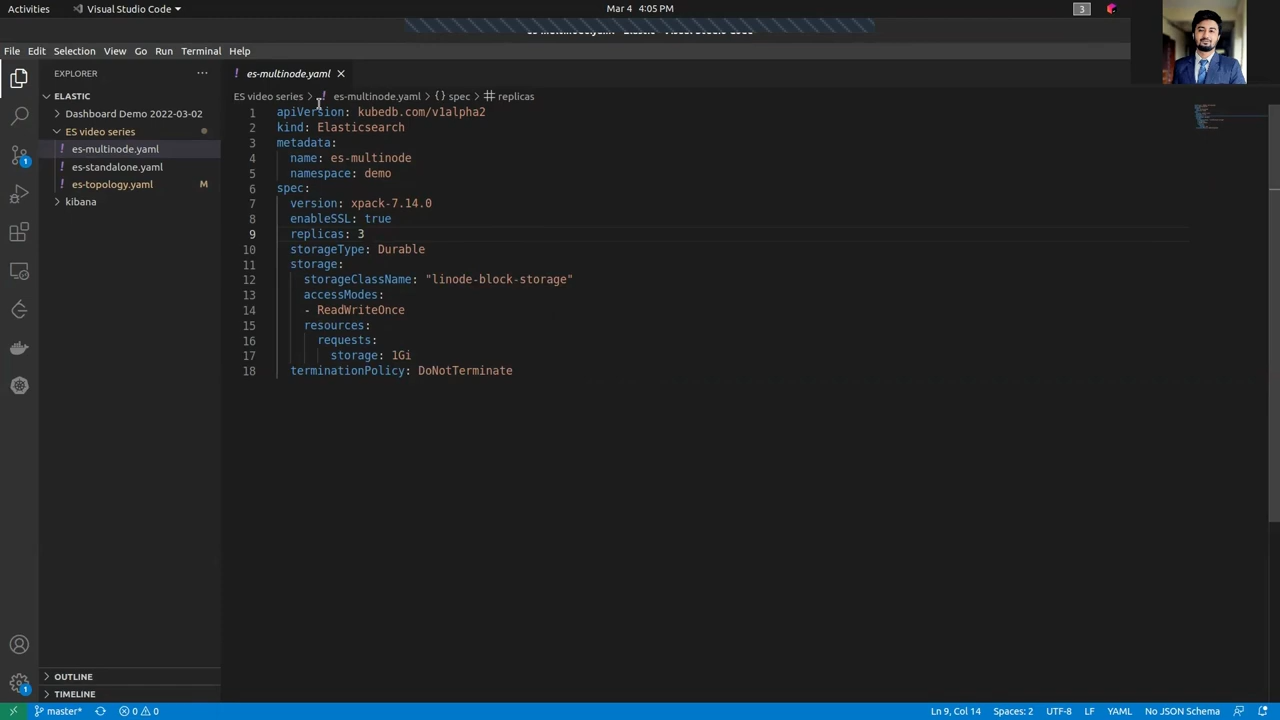 Activities
Visual Studio Code
Mar 4 4:05 PM
3
File Edit Selection View Go Run Terminal Help
EXPLORER
ELASTIC
Dashboard Demo 2022-03-02
ES video series
es-multinode.yaml
es-standalone.yaml
es-topology.yaml M
kibana
OUTLINE
TIMELINE
1
1
es-multinode.yaml
ES video series > es-multinode.yaml > {} spec > replicas
1 apiVersion: kubedb.com/v1alpha2
2 kind: Elasticsearch
3 metadata:
4 name: es-multinode
5 namespace: demo
6 spec:
7 version: xpack-7.14.0
8 enableSSL: true
9 replicas: 3
10 storageType: Durable
11 storage:
12 storageClassName: "linode-block-storage"
13 accessModes:
14 - ReadWriteOnce
15 resources:
16 requests:
17 storage: 1Gi
18 terminationPolicy: DoNotTerminate
master* 0 0 Ln 9, Col 14 Spaces: 2 UTF-8 LF YAML No JSON Schema